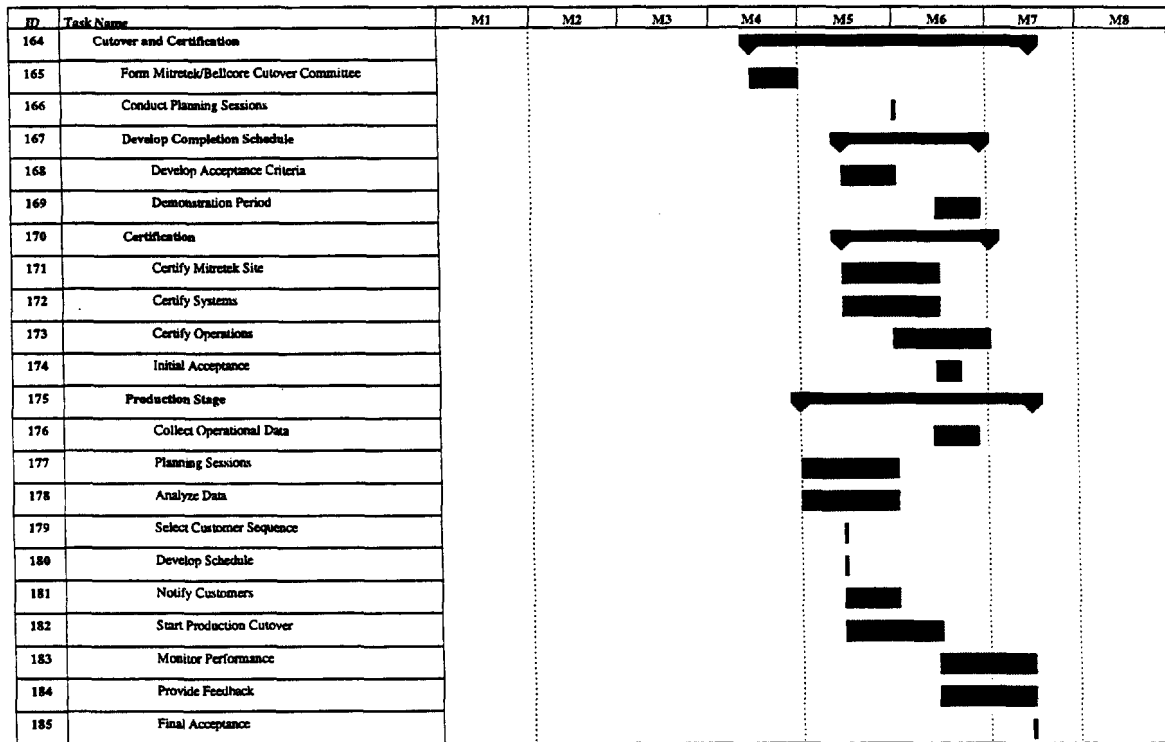 ID Task Name M1 M2 M3 M4 M5 M6 M7 M8
164 Cutover and Certification
165 Form Mitretek/Bellcore Cutover Committee
166 Conduct Planning Sessions
167 Develop Completion Schedule
168 Develop Acceptance Criteria
169 Demonstration Period
170 Certification
171 Certify Mitretek Site
172 Certify Systems
173 Certify Operations
174 Initial Acceptance
175 Production Stage
176 Collect Operational Data
177 Planning Sessions
178 Analyze Data
179 Select Customer Sequence
180 Develop Schedule
181 Notify Customers
182 Start Production Cutover
183 Monitor Performance
184 Provide Feedback
185 Final Acceptance